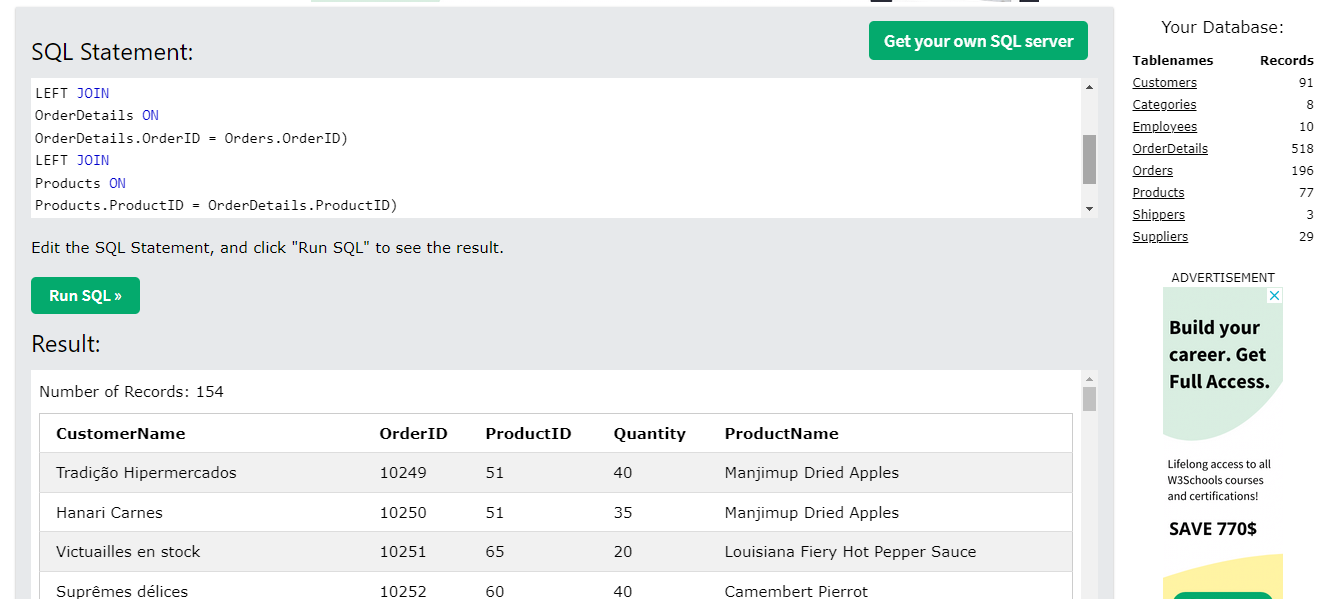 SQL Statement:
Get your own SQL server
LEFT JOIN
OrderDetails ON
OrderDetails.OrderID = Orders.OrderID)
LEFT JOIN
Products ON
Products.ProductID = OrderDetails.ProductID)
Edit the SQL Statement, and click "Run SQL" to see the result.
Run SQL »
Result:
Number of Records: 154
CustomerName OrderID ProductID Quantity ProductName
Tradição Hipermercados 10249 51 40 Manjimup Dried Apples
Hanari Carnes 10250 51 35 Manjimup Dried Apples
Victuailles en stock 10251 65 20 Louisiana Fiery Hot Pepper Sauce
Suprêmes délices 10252 60 40 Camembert Pierrot
Your Database:
Tablenames Records
Customers 91
Categories 8
Employees 10
OrderDetails 518
Orders 196
Products 77
Shippers 3
Suppliers 29
ADVERTISEMENT
Build your
career. Get
Full Access.
Lifelong access to all
W3Schools courses
and certifications!
SAVE 770$